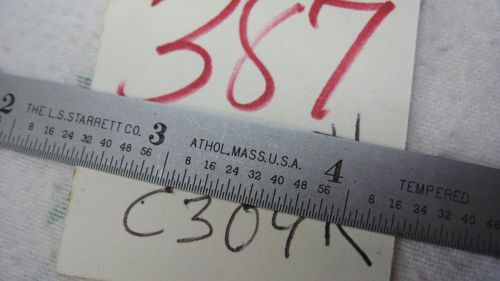 387
2 THE L.S. STARRETT CO. 3 ATHOL, MASS. U.S.A. 4 TEMPERED
8 16 24 32 40 48 56 8 16 24 32 40 48 56 8 16 24 32 40 48
C304K